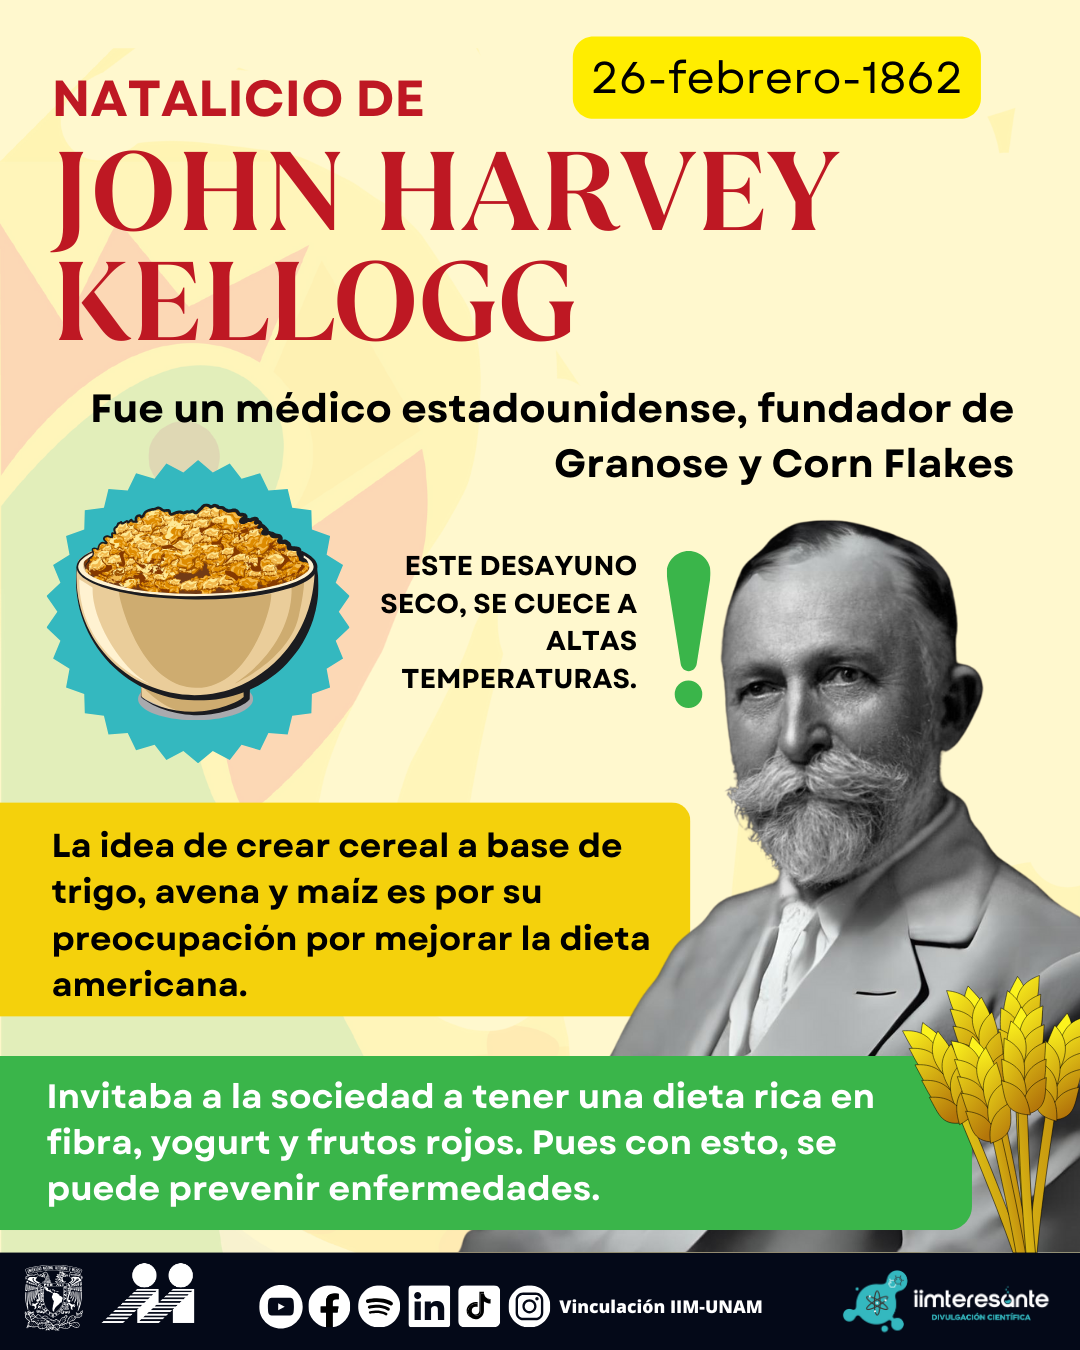 26-febrero-1862
NATALICIO DE
JOHN HARVEY
KELLOGG
Fue un médico estadounidense, fundador de
Granose y Corn Flakes
ESTE DESAYUNO
SECO, SE CUECE A
ALTAS
TEMPERATURAS.
La idea de crear cereal a base de
trigo, avena y maíz es por su
preocupación por mejorar la dieta
americana.
Invitaba a la sociedad a tener una dieta rica en
fibra, yogurt y frutos rojos. Pues con esto, se
puede prevenir enfermedades.
Vinculación IIM-UNAM
iimteresante
DIVULGACIÓN CIENTÍFICA